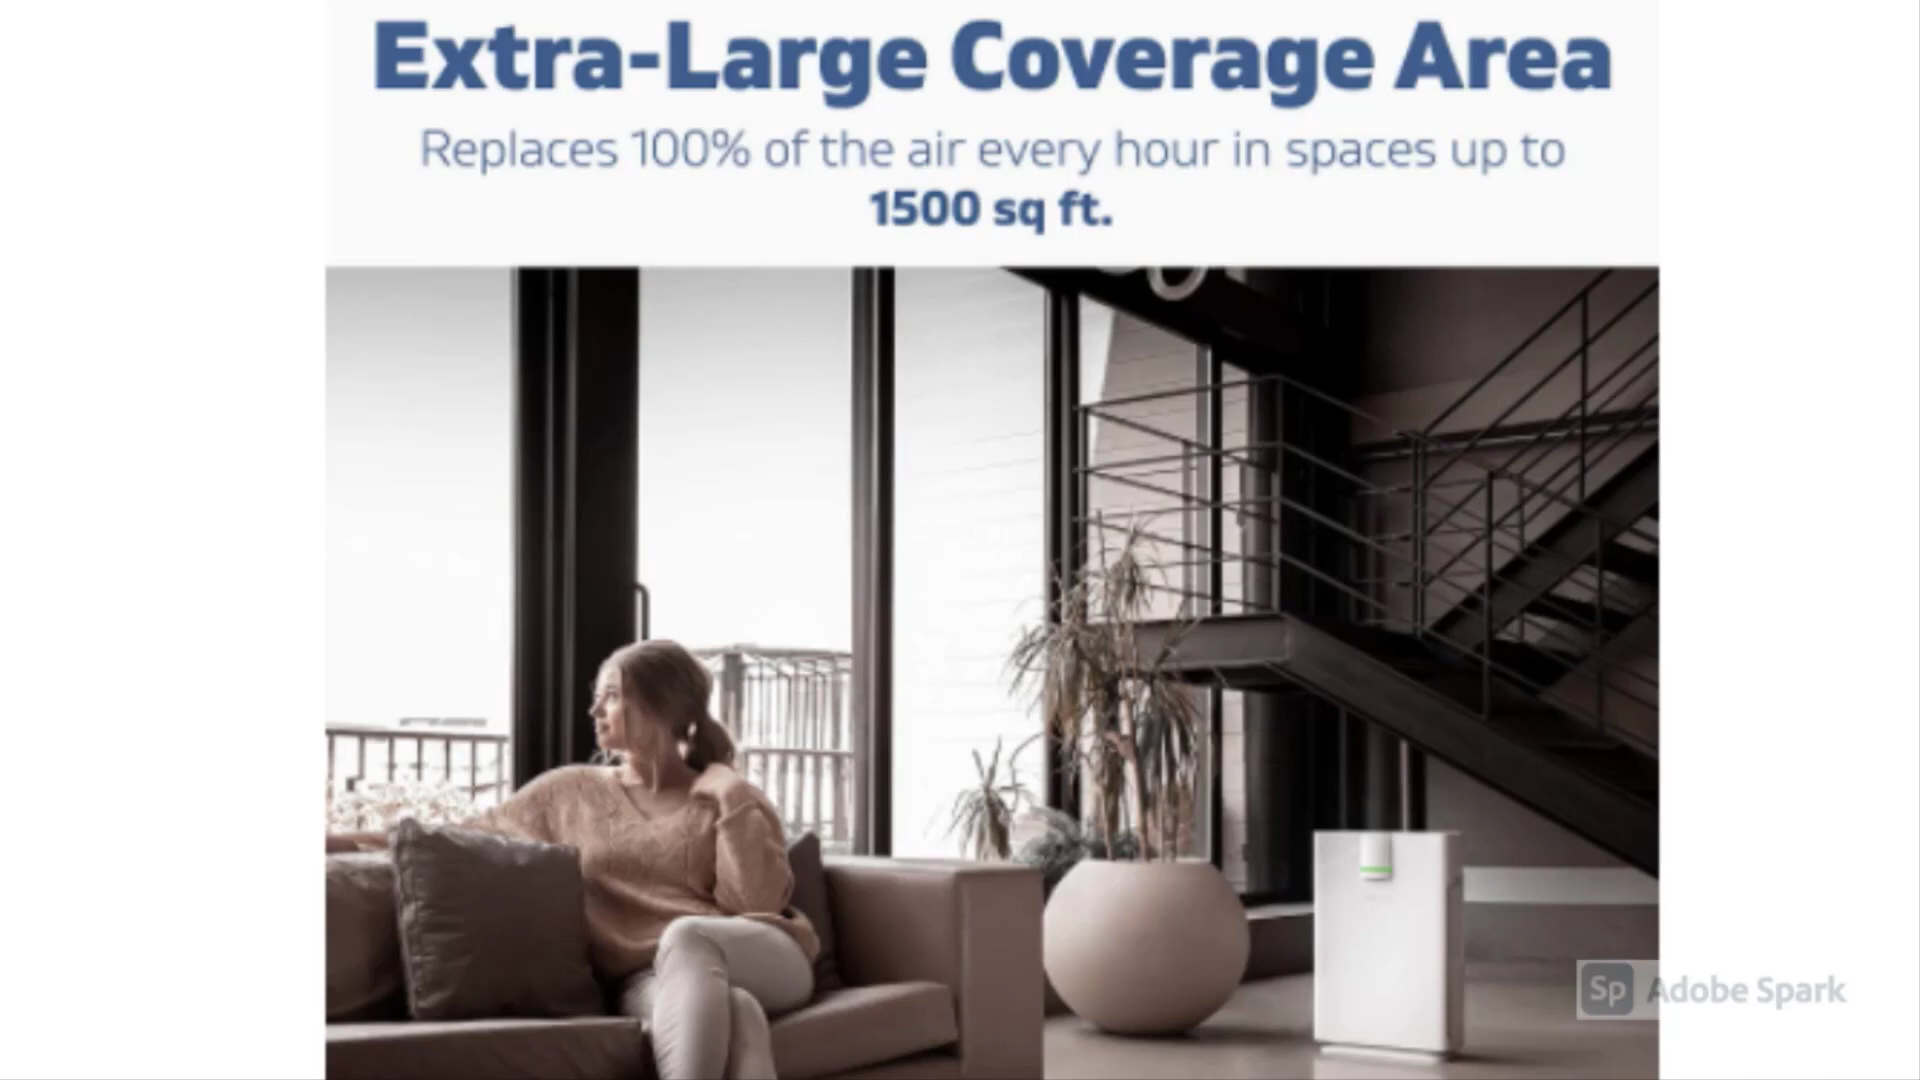 Extra-Large Coverage Area
Replaces 100% of the air every hour in spaces up to
1500 sq ft.
Sp Adobe Spark